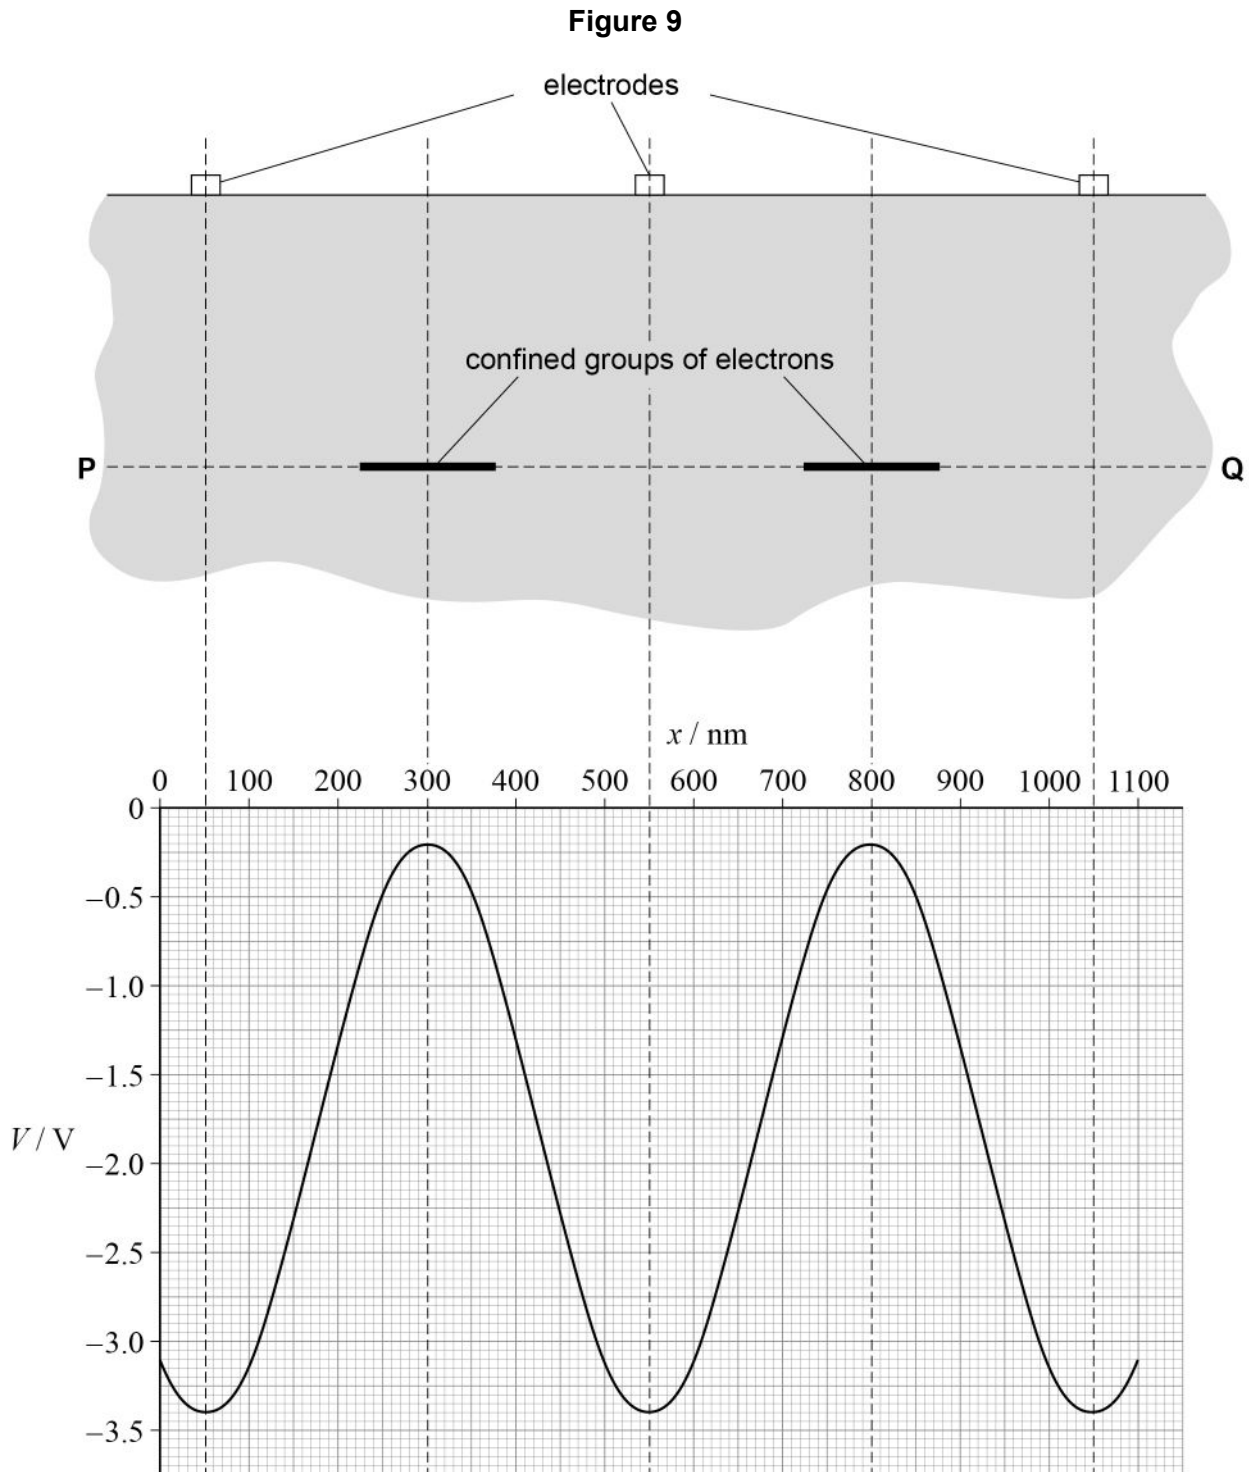 Figure 9
electrodes
confined groups of electrons
P
Q
x / nm
0 100 200 300 400 500 600 700 800 900 1000 1100
0
−0.5
−1.0
−1.5
V / V
−2.0
−2.5
−3.0
−3.5